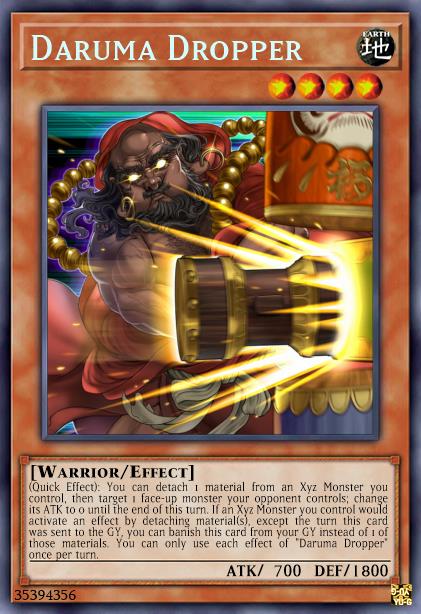 DARUMA DROPPER
EARTH
地
[WARRIOR/EFFECT]
(Quick Effect): You can detach 1 material from an Xyz Monster you
control, then target 1 face-up monster your opponent controls; change
its ATK to 0 until the end of this turn. If an Xyz Monster you control would
activate an effect by detaching material(s), except the turn this card
was sent to the GY, you can banish this card from your GY instead of 1 of
those materials. You can only use each effect of "Daruma Dropper"
once per turn.
ATK/ 700 DEF/1800
35394356